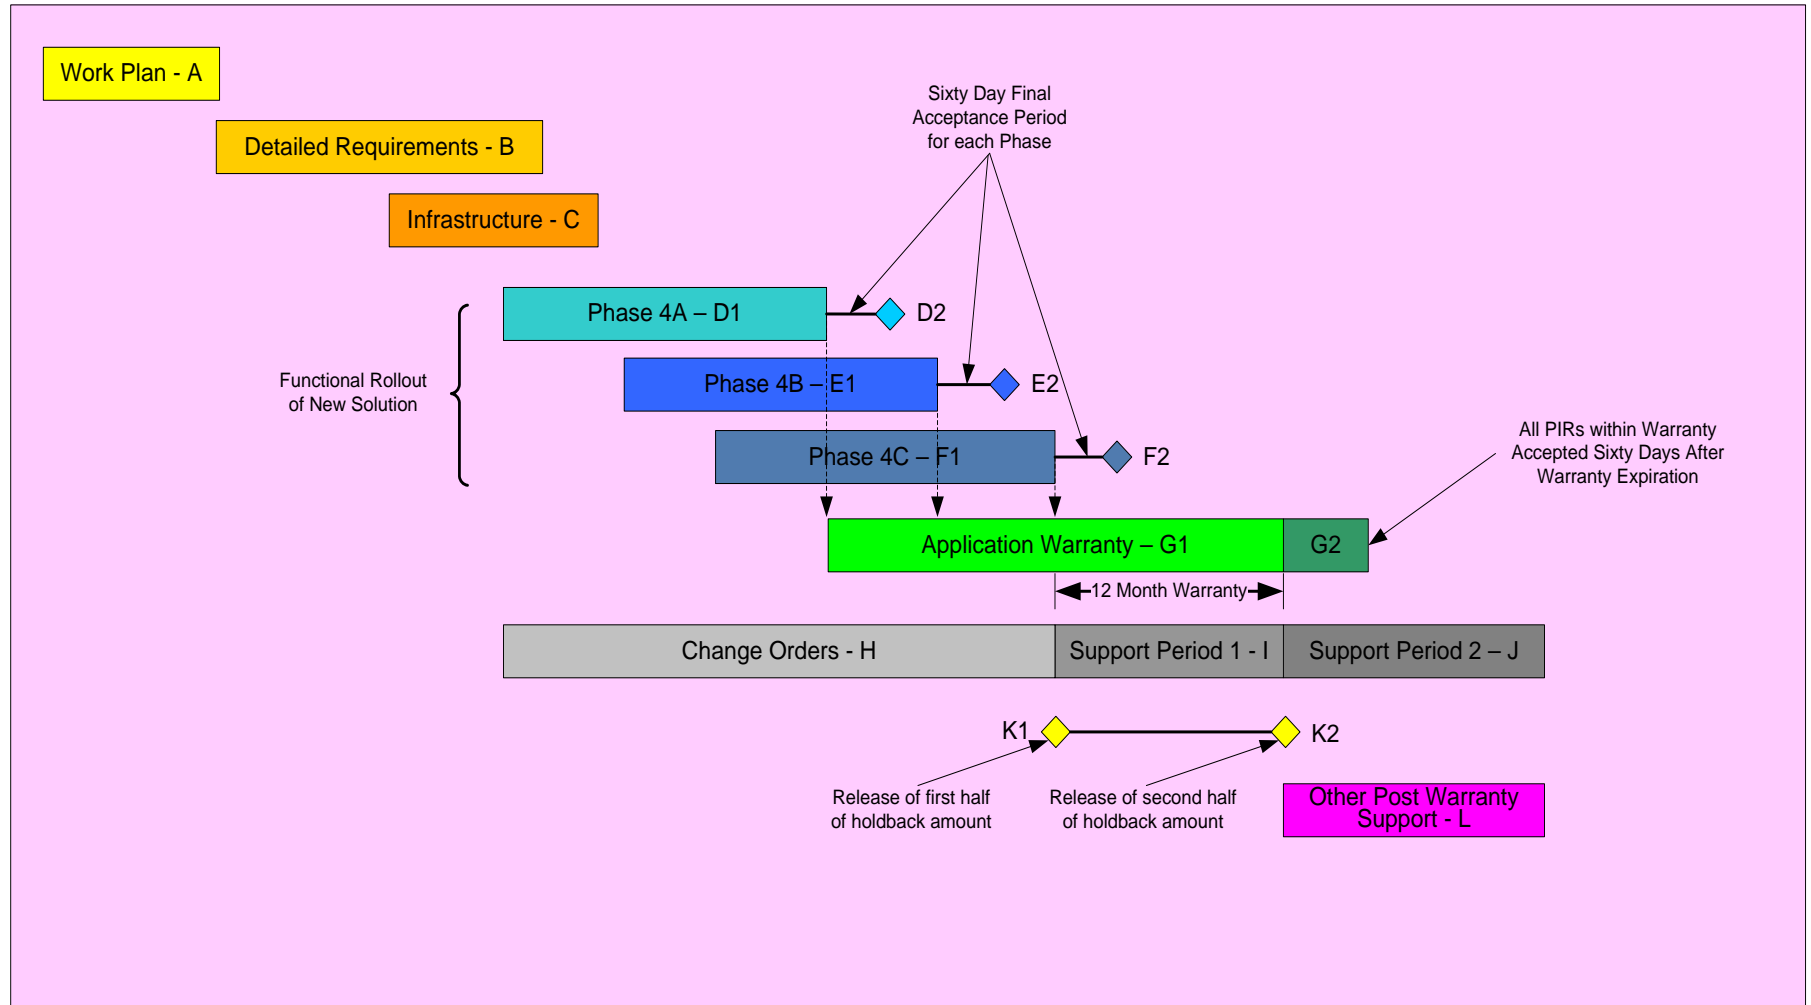 Work Plan - A
Detailed Requirements - B
Infrastructure - C
Sixty Day Final
Acceptance Period
for each Phase
Phase 4A – D1
D2
Functional Rollout
of New Solution
Phase 4B – E1
E2
Phase 4C – F1
F2
All PIRs within Warranty
Accepted Sixty Days After
Warranty Expiration
Application Warranty – G1
G2
12 Month Warranty
Change Orders - H
Support Period 1 - I
Support Period 2 – J
K1
K2
Release of first half
of holdback amount
Release of second half
of holdback amount
Other Post Warranty
Support - L